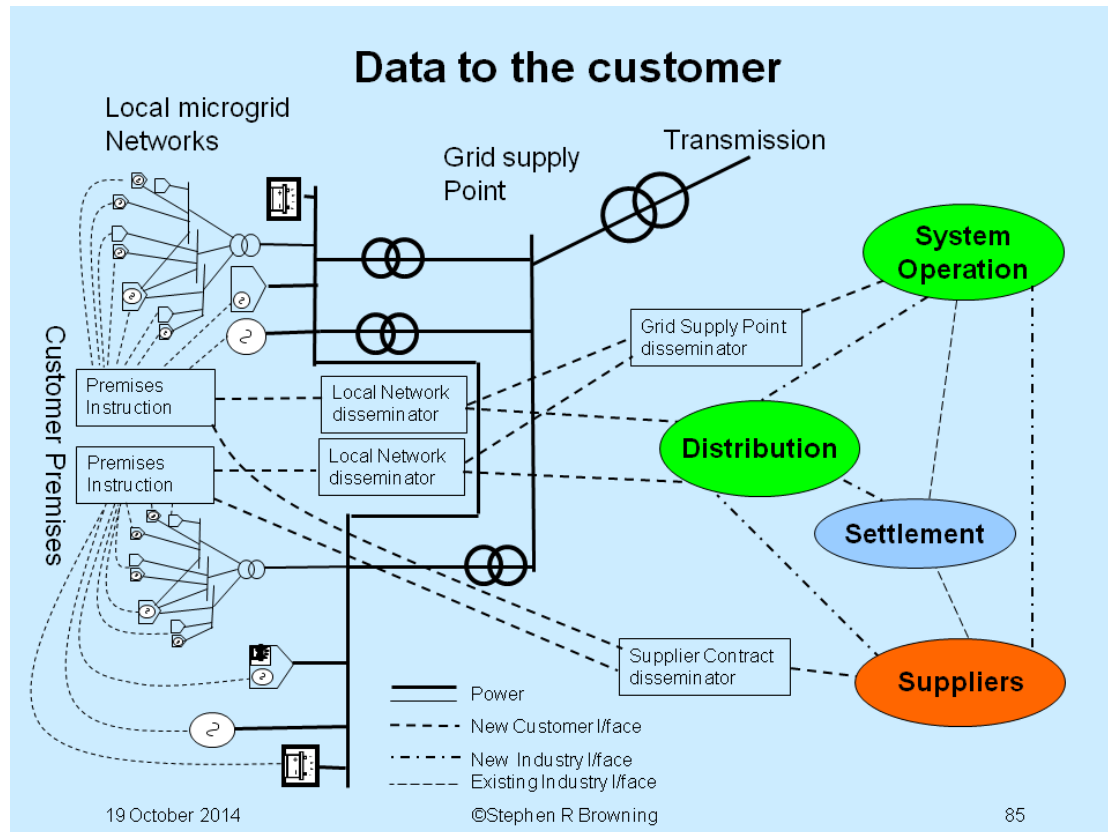 Data to the customer
Local microgrid
Networks
Grid supply
Point
Transmission
System
Operation
Grid Supply Point
disseminator
Customer Premises
Premises
Instruction
Local Network
disseminator
Distribution
Premises
Instruction
Local Network
disseminator
Settlement
Supplier Contract
disseminator
Suppliers
Power
New Customer I/face
New Industry I/face
Existing Industry I/face
19 October 2014
©Stephen R Browning
85